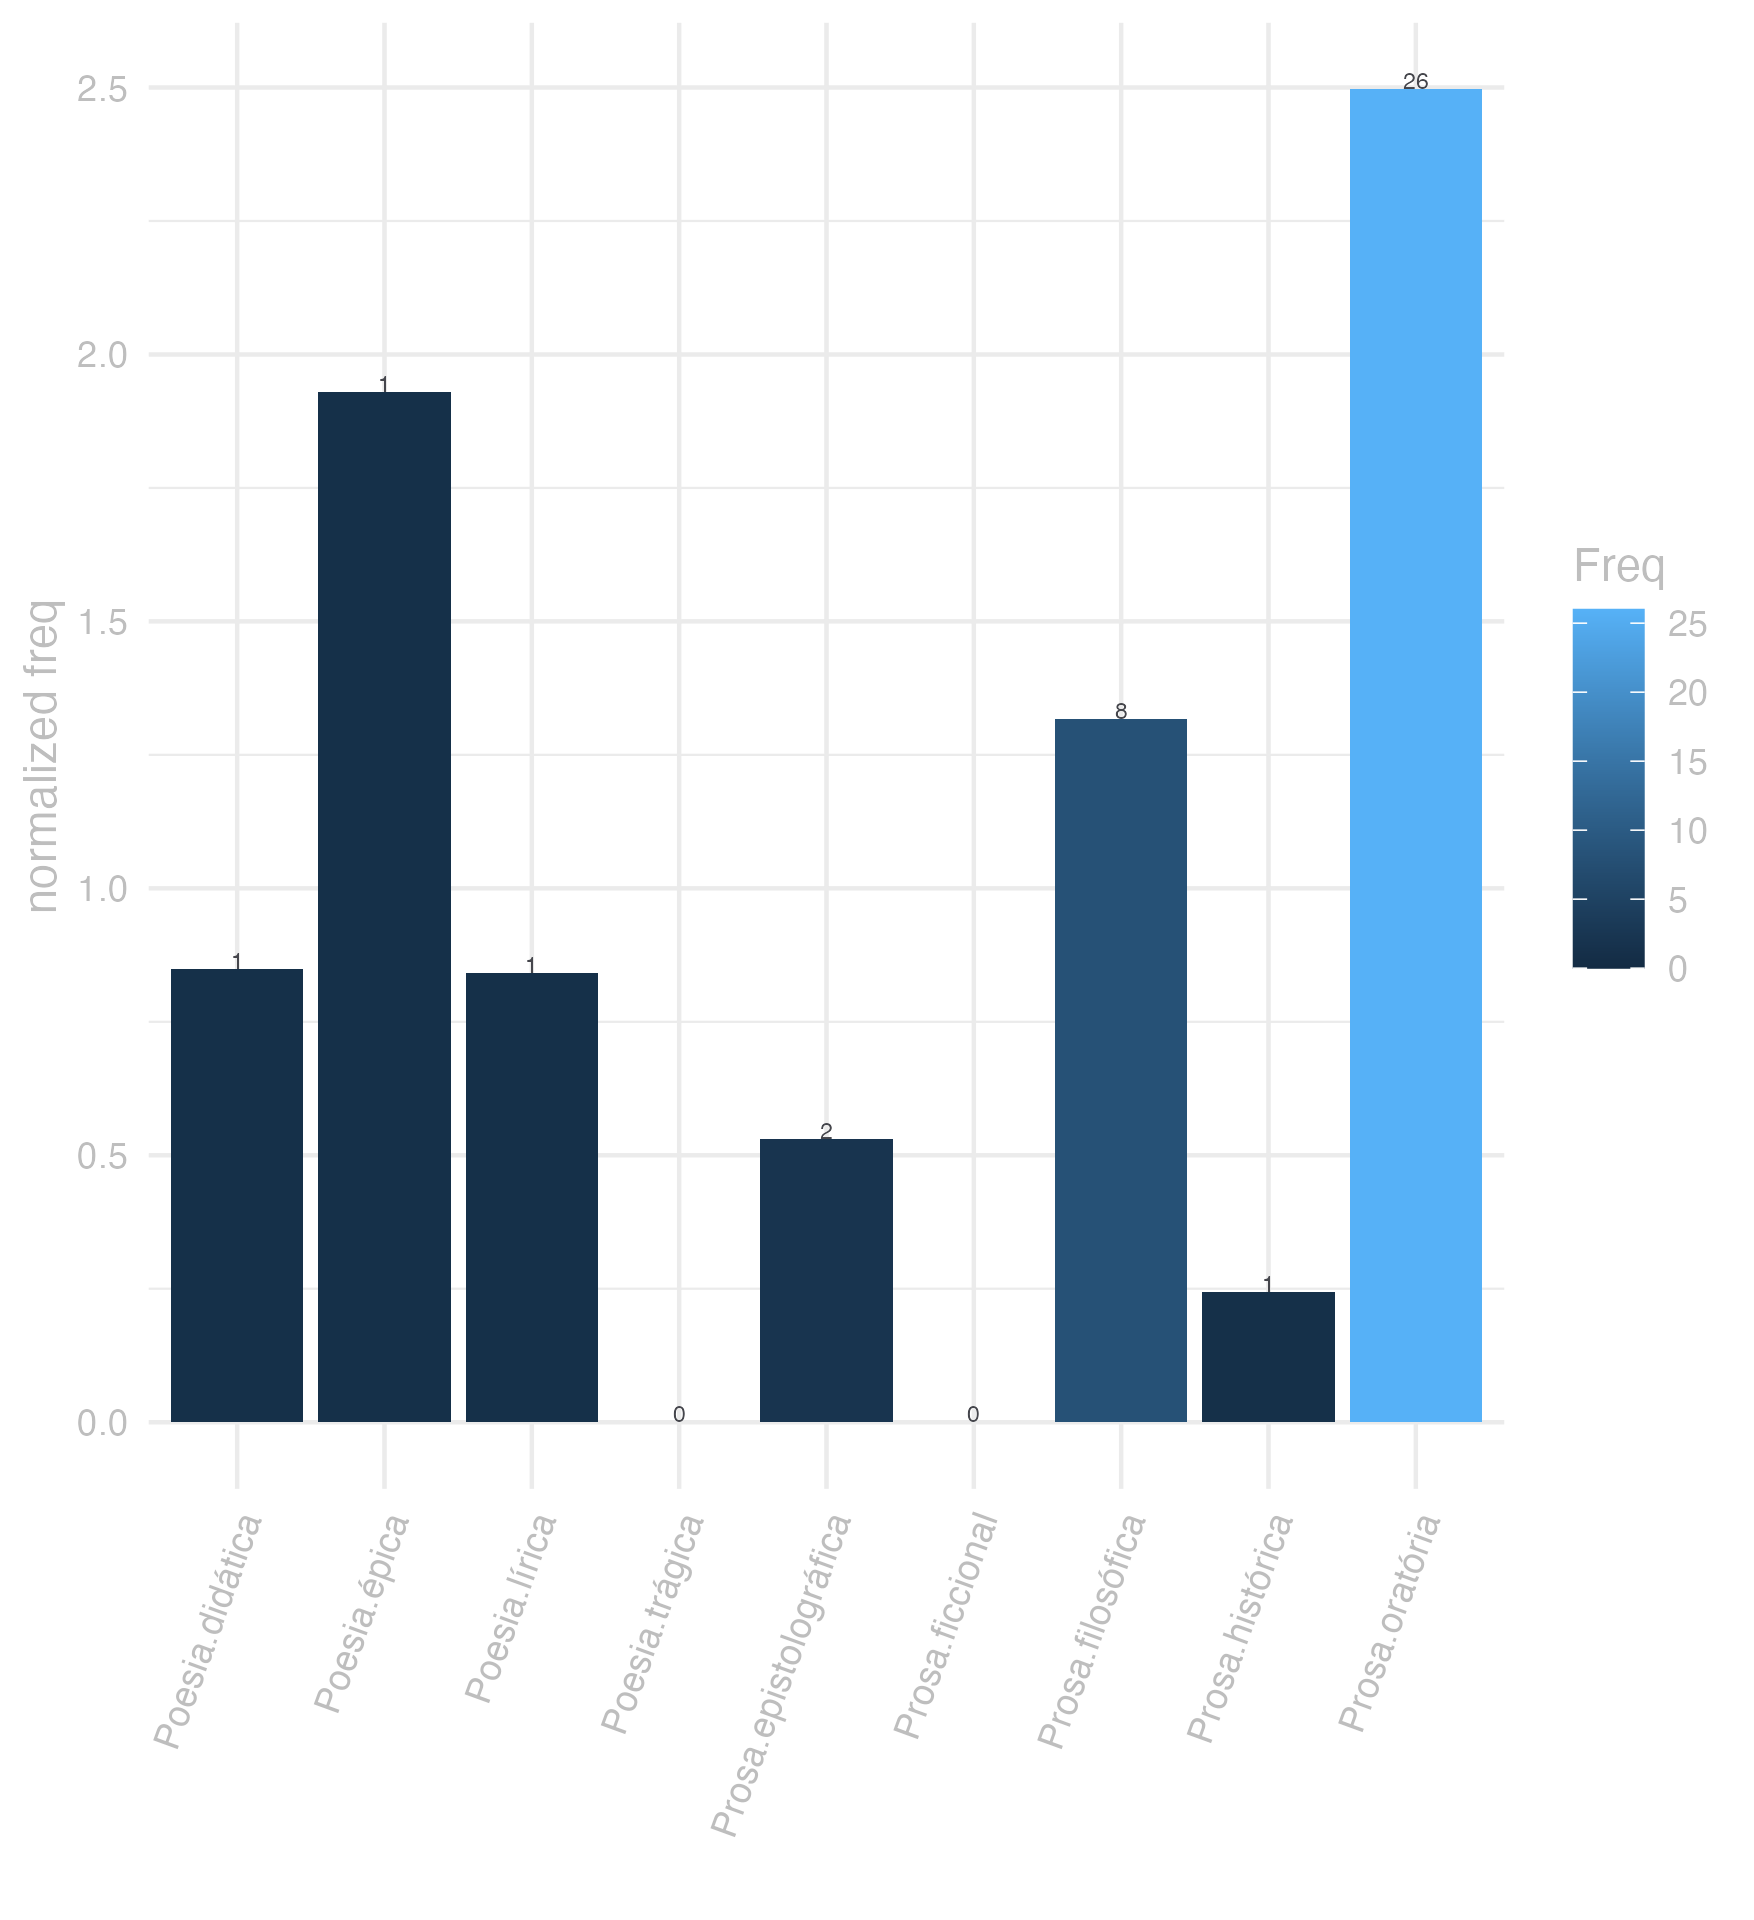 normalized freq
2.5
2.0
1.5
1.0
0.5
0.0
1
1
1
0
2
0
8
1
26
Poesia.didática
Poesia.épica
Poesia.lírica
Poesia.trágica
Prosa.epistolográfica
Prosa.ficcional
Prosa.filosófica
Prosa.histórica
Prosa.oratória
Freq
25
20
15
10
5
0